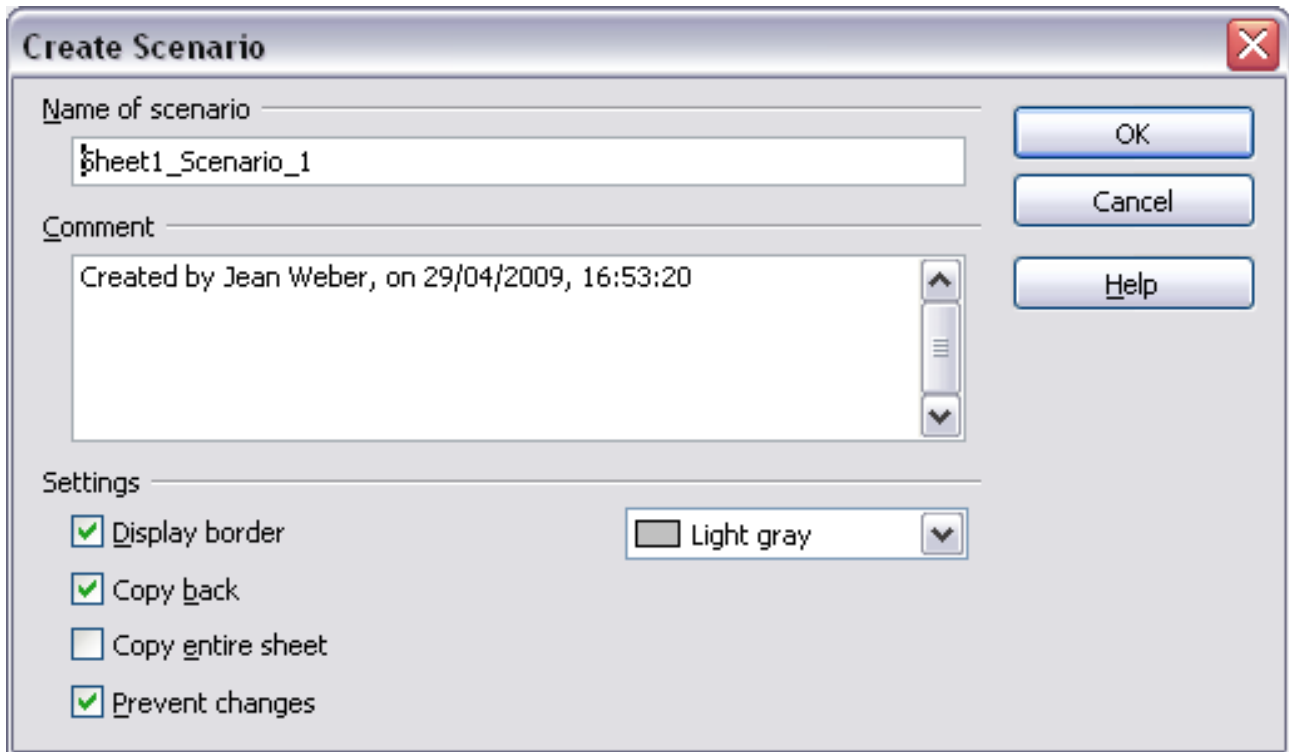 Create Scenario
Name of scenario
Sheet1_Scenario_1
OK
Cancel
Comment
Created by Jean Weber, on 29/04/2009, 16:53:20
Help
Settings
Display border
Light gray
Copy back
Copy entire sheet
Prevent changes